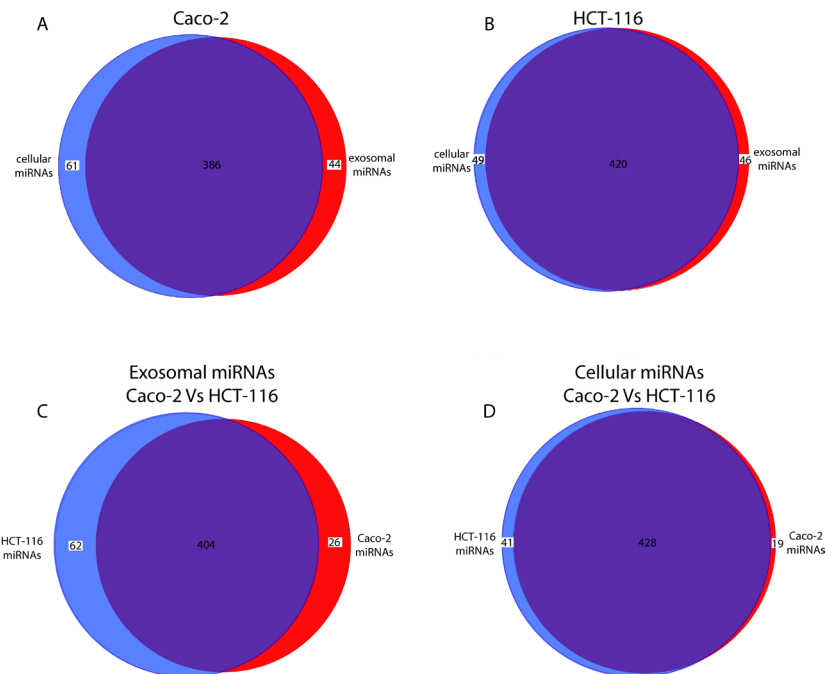 A
Caco-2
cellular
miRNAs
61
386
44
exosomal
miRNAs
B
HCT-116
cellular
miRNAs
49
420
46
exosomal
miRNAs
C
Exosomal miRNAs
Caco-2 Vs HCT-116
HCT-116
miRNAs
62
404
26
Caco-2
miRNAs
D
Cellular miRNAs
Caco-2 Vs HCT-116
HCT-116
miRNAs
41
428
19
Caco-2
miRNAs